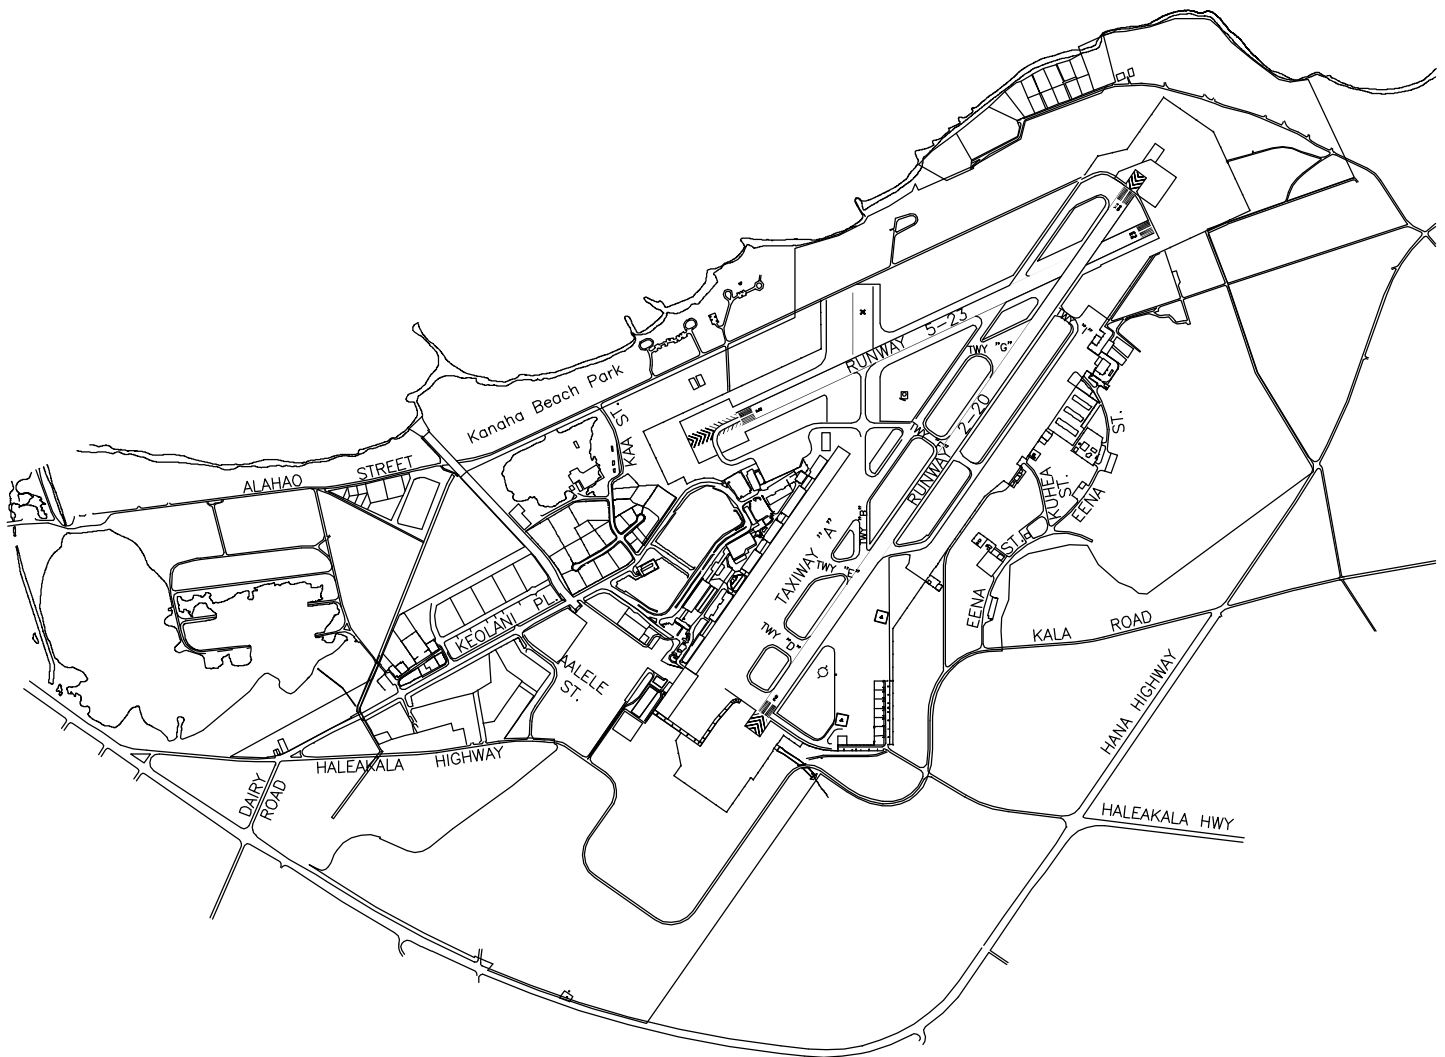 RUNWAY 5-23
TWY "I"
TWY "G"
Kanaha Beach Park
KAA ST.
2-20
RUNWAY
ST.
ALAHAO STREET
KUHEA
ST.
EENA
TAXIWAY "A"
TWY "B"
ST.
TWY "E"
EENA
KEOLANI PL.
TWY "D"
KALA ROAD
AALELE
ST.
HANA HIGHWAY
HALEAKALA HIGHWAY
DAIRY
ROAD
HALEAKALA HWY